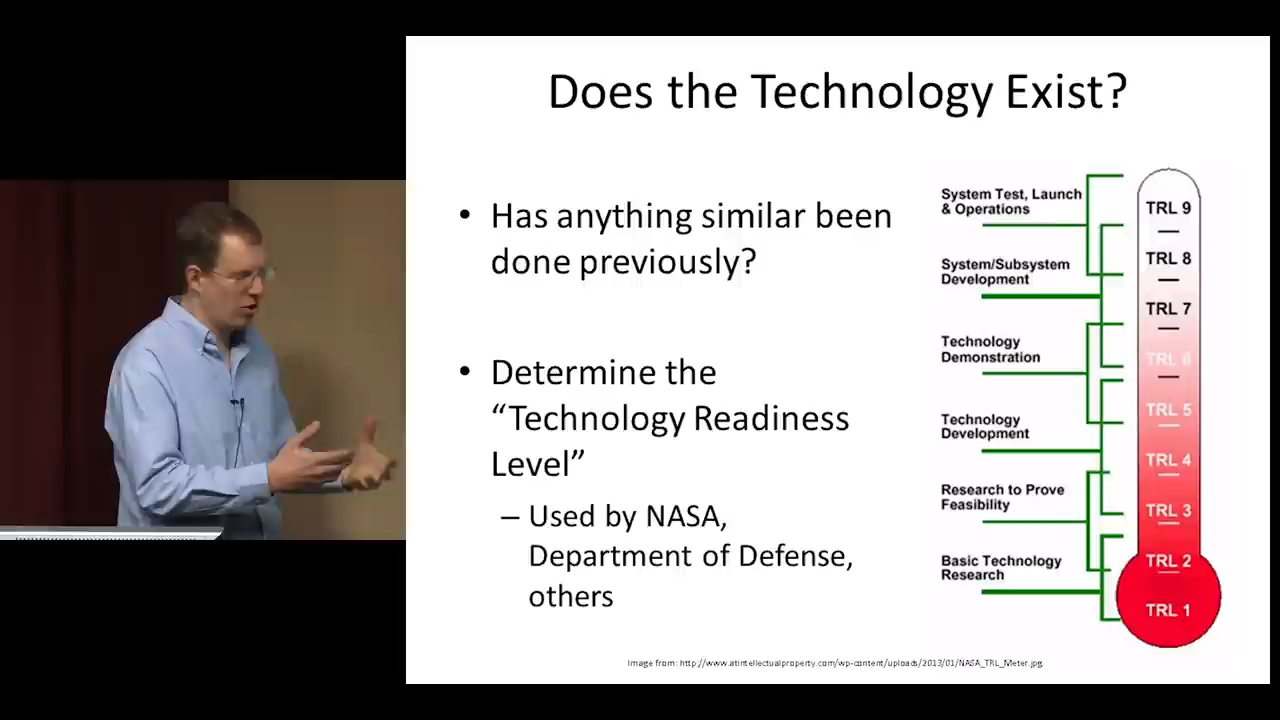 Does the Technology Exist?
• Has anything similar been
done previously?
• Determine the
“Technology Readiness
Level”
– Used by NASA,
Department of Defense,
others
System Test, Launch
& Operations
System/Subsystem
Development
Technology
Demonstration
Technology
Development
Research to Prove
Feasibility
Basic Technology
Research
TRL 9
TRL 8
TRL 7
TRL 6
TRL 5
TRL 4
TRL 3
TRL 2
TRL 1
Image from: http://www.atintellectualproperty.com/wp-content/uploads/2013/01/NASA_TRL_Meter.jpg